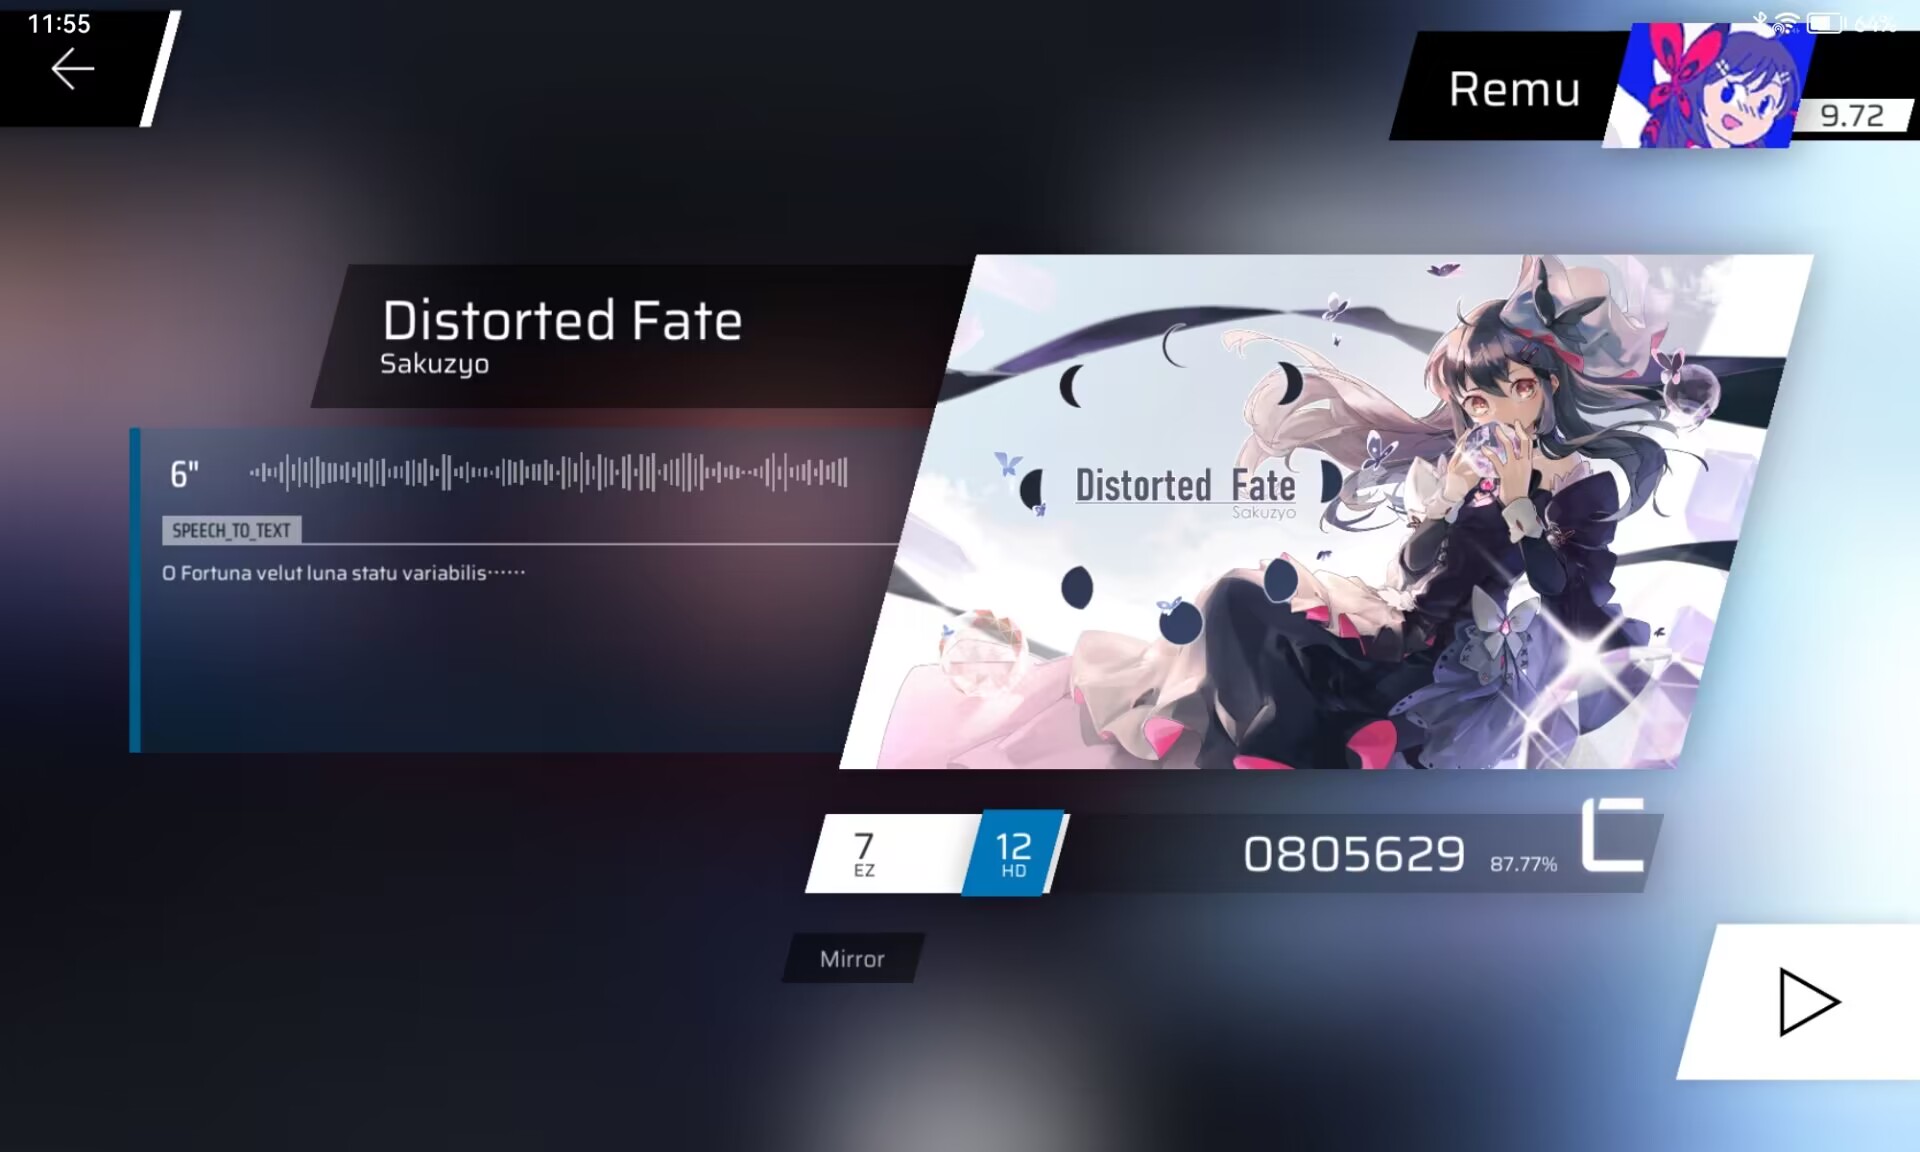 11:55
64%
Remu
9.72
Distorted Fate
Sakuzyo
6"
SPEECH_TO_TEXT
O Fortuna velut luna statu variabilis······
Distorted Fate
Sakuzyo
7
EZ
12
HD
0805629
87.77%
C
Mirror